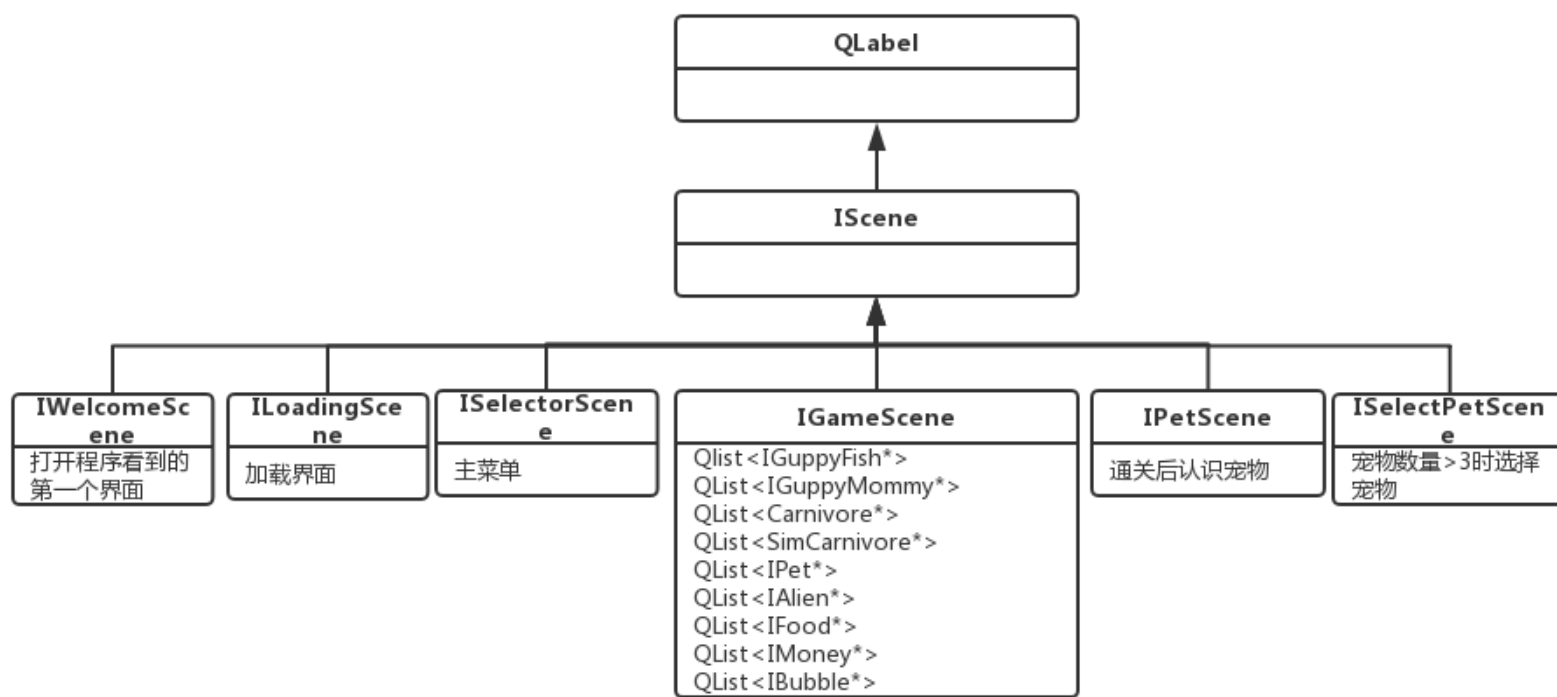 QLabel
IScene
IWelcomeSc
ene
打开程序看到的
第一个界面
ILoadingSce
ne
加载界面
ISelectorScen
e
主菜单
IGameScene
Qlist<IGuppyFish*>
QList<IGuppyMommy*>
QList<Carnivore*>
QList<SimCarnivore*>
QList<IPet*>
QList<IAlien*>
QList<IFood*>
QList<IMoney*>
QList<IBubble*>
IPetScene
通关后认识宠物
ISelectPetScen
e
宠物数量>3时选择
宠物